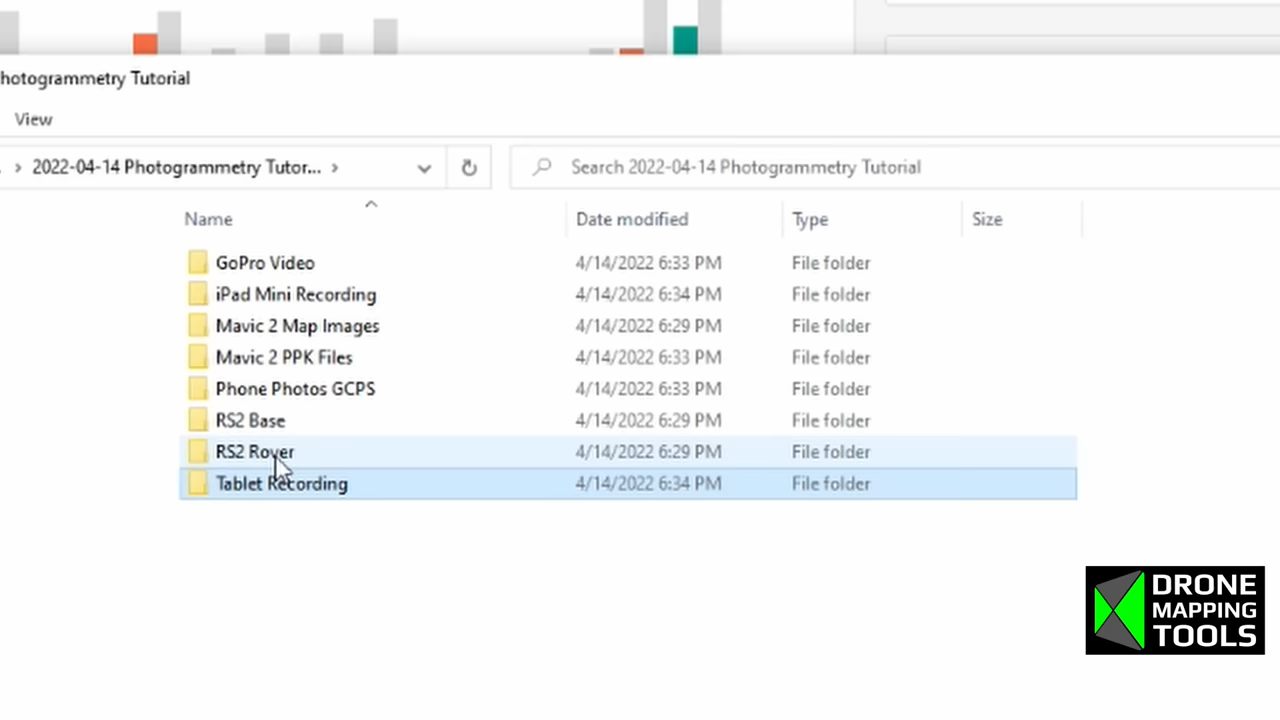 hotogrammetry Tutorial
View
2022-04-14 Photogrammetry Tutor...
Search 2022-04-14 Photogrammetry Tutorial
Name Date modified Type Size
GoPro Video 4/14/2022 6:33 PM File folder
iPad Mini Recording 4/14/2022 6:34 PM File folder
Mavic 2 Map Images 4/14/2022 6:29 PM File folder
Mavic 2 PPK Files 4/14/2022 6:33 PM File folder
Phone Photos GCPS 4/14/2022 6:33 PM File folder
RS2 Base 4/14/2022 6:29 PM File folder
RS2 Rover 4/14/2022 6:29 PM File folder
Tablet Recording 4/14/2022 6:34 PM File folder
DRONE
MAPPING
TOOLS